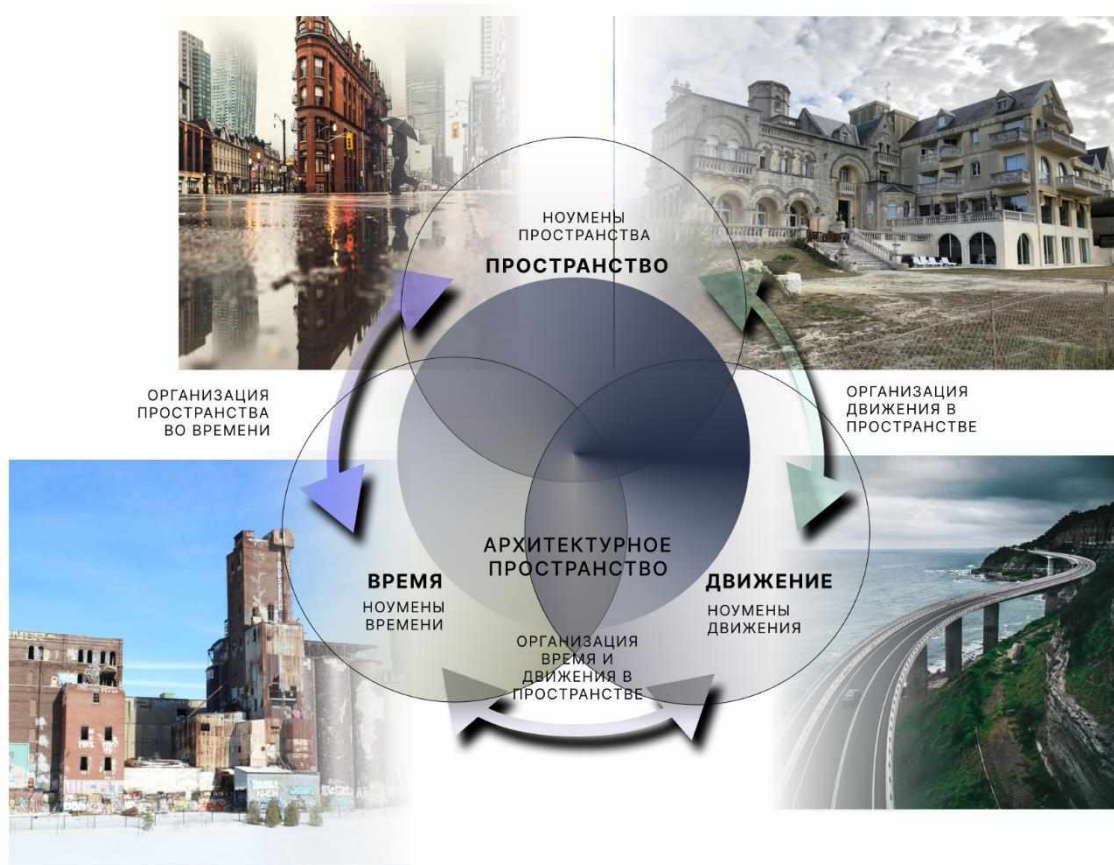 НОУМЕНЫ
ПРОСТРАНСТВА
ПРОСТРАНСТВО
ОРГАНИЗАЦИЯ
ПРОСТРАНСТВА
ВО ВРЕМЕНИ
ОРГАНИЗАЦИЯ
ДВИЖЕНИЯ В
ПРОСТРАНСТВЕ
АРХИТЕКТУРНОЕ
ПРОСТРАНСТВО
ВРЕМЯ
НОУМЕНЫ
ВРЕМЕНИ
ДВИЖЕНИЕ
НОУМЕНЫ
ДВИЖЕНИЯ
ОРГАНИЗАЦИЯ
ВРЕМЯ И
ДВИЖЕНИЯ В
ПРОСТРАНСТВЕ